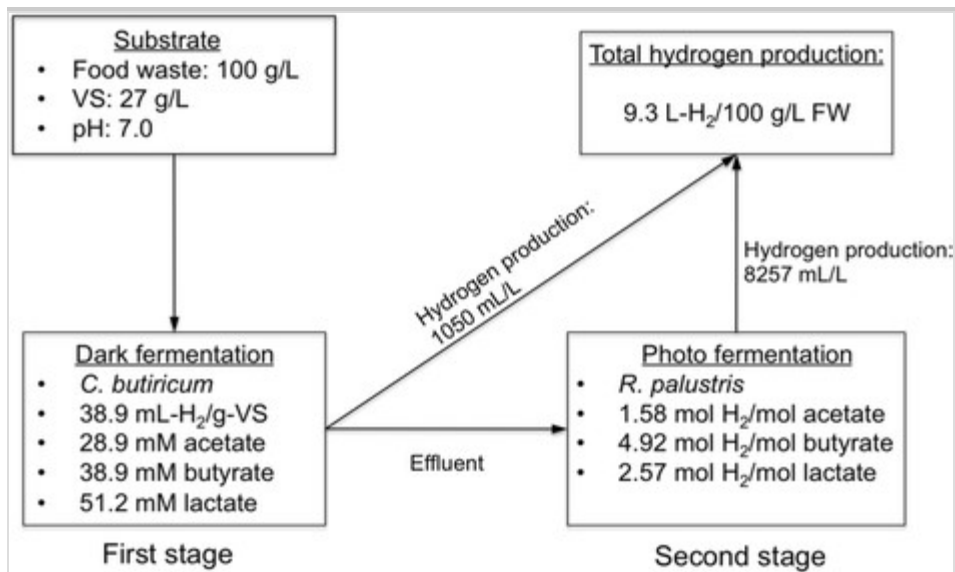 Substrate
• Food waste: 100 g/L
• VS: 27 g/L
• pH: 7.0
Total hydrogen production:
9.3 L-H₂/100 g/L FW
Hydrogen production:
1050 mL/L
Hydrogen production:
8257 mL/L
Dark fermentation
• C. butiricum
• 38.9 mL-H₂/g-VS
• 28.9 mM acetate
• 38.9 mM butyrate
• 51.2 mM lactate
Effluent
Photo fermentation
• R. palustris
• 1.58 mol H₂/mol acetate
• 4.92 mol H₂/mol butyrate
• 2.57 mol H₂/mol lactate
First stage
Second stage